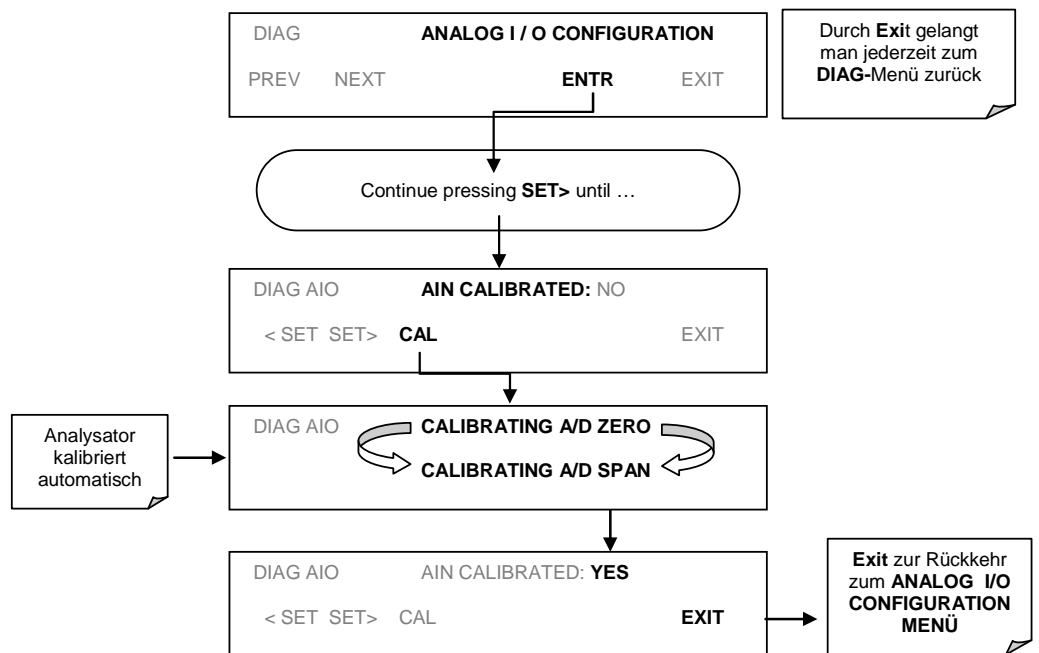 DIAG ANALOG I / O CONFIGURATION
PREV NEXT ENTR EXIT
Durch Exit gelangt
man jederzeit zum
DIAG-Menü zurück
Continue pressing SET> until …
DIAG AIO AIN CALIBRATED: NO
< SET SET> CAL EXIT
Analysator
kalibriert
automatisch
DIAG AIO CALIBRATING A/D ZERO
CALIBRATING A/D SPAN
DIAG AIO AIN CALIBRATED: YES
< SET SET> CAL EXIT
Exit zur Rückkehr
zum ANALOG I/O
CONFIGURATION
MENÜ